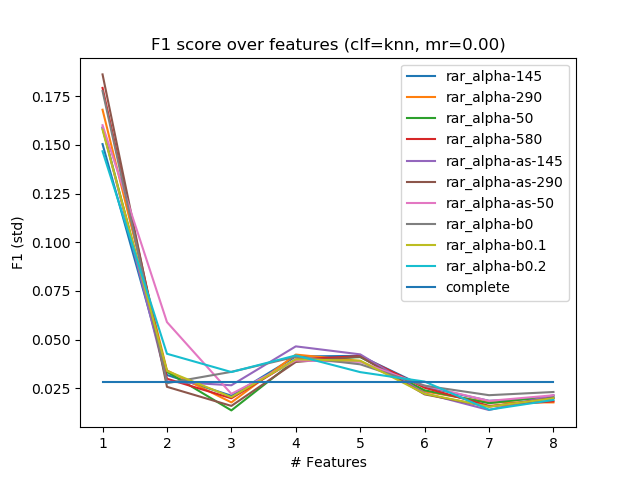 F1 score over features (clf=knn, mr=0.00)
F1 (std)
0.175
0.150
0.125
0.100
0.075
0.050
0.025
rar_alpha-145
rar_alpha-290
rar_alpha-50
rar_alpha-580
rar_alpha-as-145
rar_alpha-as-290
rar_alpha-as-50
rar_alpha-b0
rar_alpha-b0.1
rar_alpha-b0.2
complete
1 2 3 4 5 6 7 8
# Features